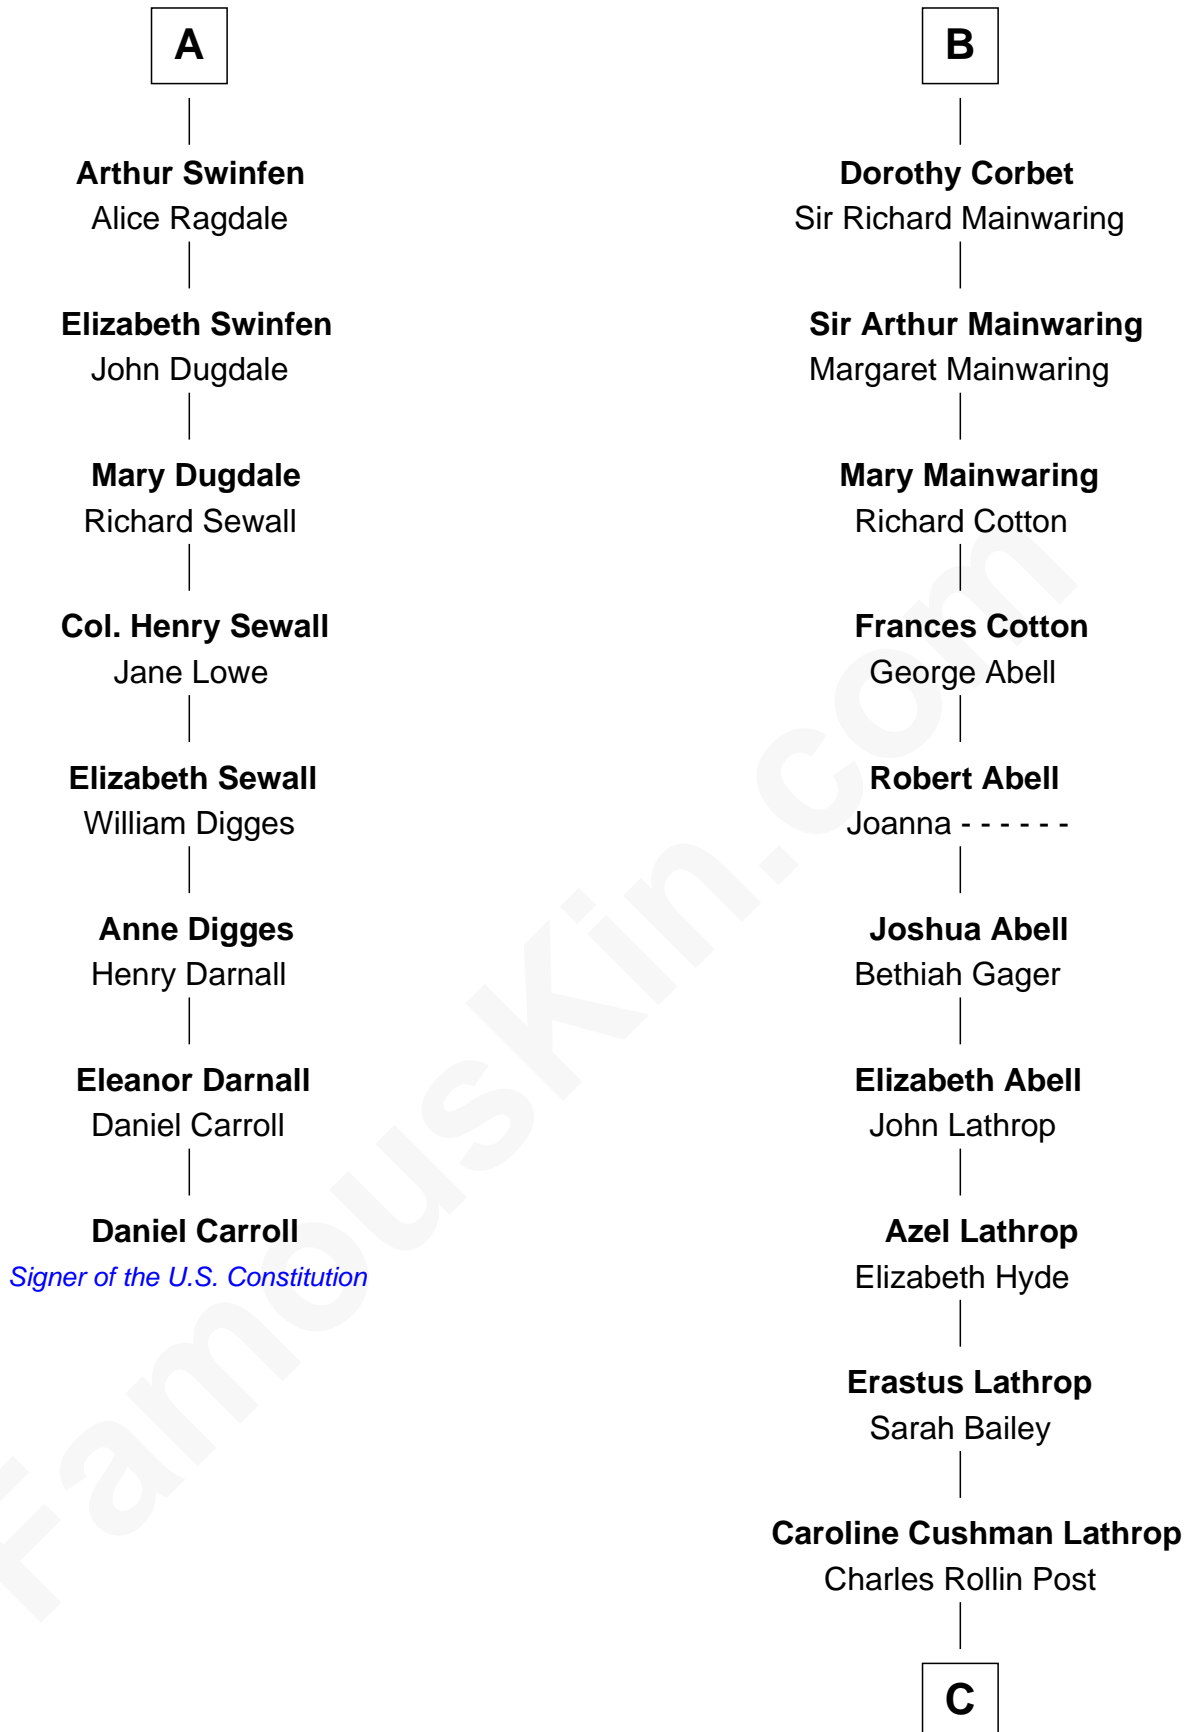 A
Arthur Swinfen
Alice Ragdale
Elizabeth Swinfen
John Dugdale
Mary Dugdale
Richard Sewall
Col. Henry Sewall
Jane Lowe
Elizabeth Sewall
William Digges
Anne Digges
Henry Darnall
Eleanor Darnall
Daniel Carroll
Daniel Carroll
Signer of the U.S. Constitution
B
Dorothy Corbet
Sir Richard Mainwaring
Sir Arthur Mainwaring
Margaret Mainwaring
Mary Mainwaring
Richard Cotton
Frances Cotton
George Abell
Robert Abell
Joanna - - - - - -
Joshua Abell
Bethiah Gager
Elizabeth Abell
John Lathrop
Azel Lathrop
Elizabeth Hyde
Erastus Lathrop
Sarah Bailey
Caroline Cushman Lathrop
Charles Rollin Post
C
FamousKin.com